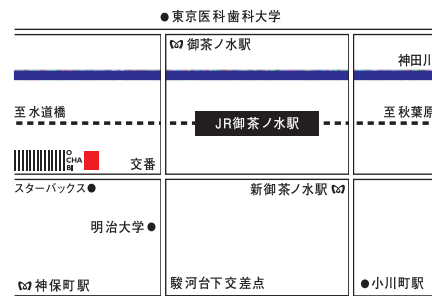 ●東京医科歯科大学
御茶ノ水駅
神田川
至水道橋
JR御茶ノ水駅
至秋葉原
O
CHA
BI
交番
スターバックス●
新御茶ノ水駅
明治大学●
神保町駅
駿河台下交差点
●小川町駅